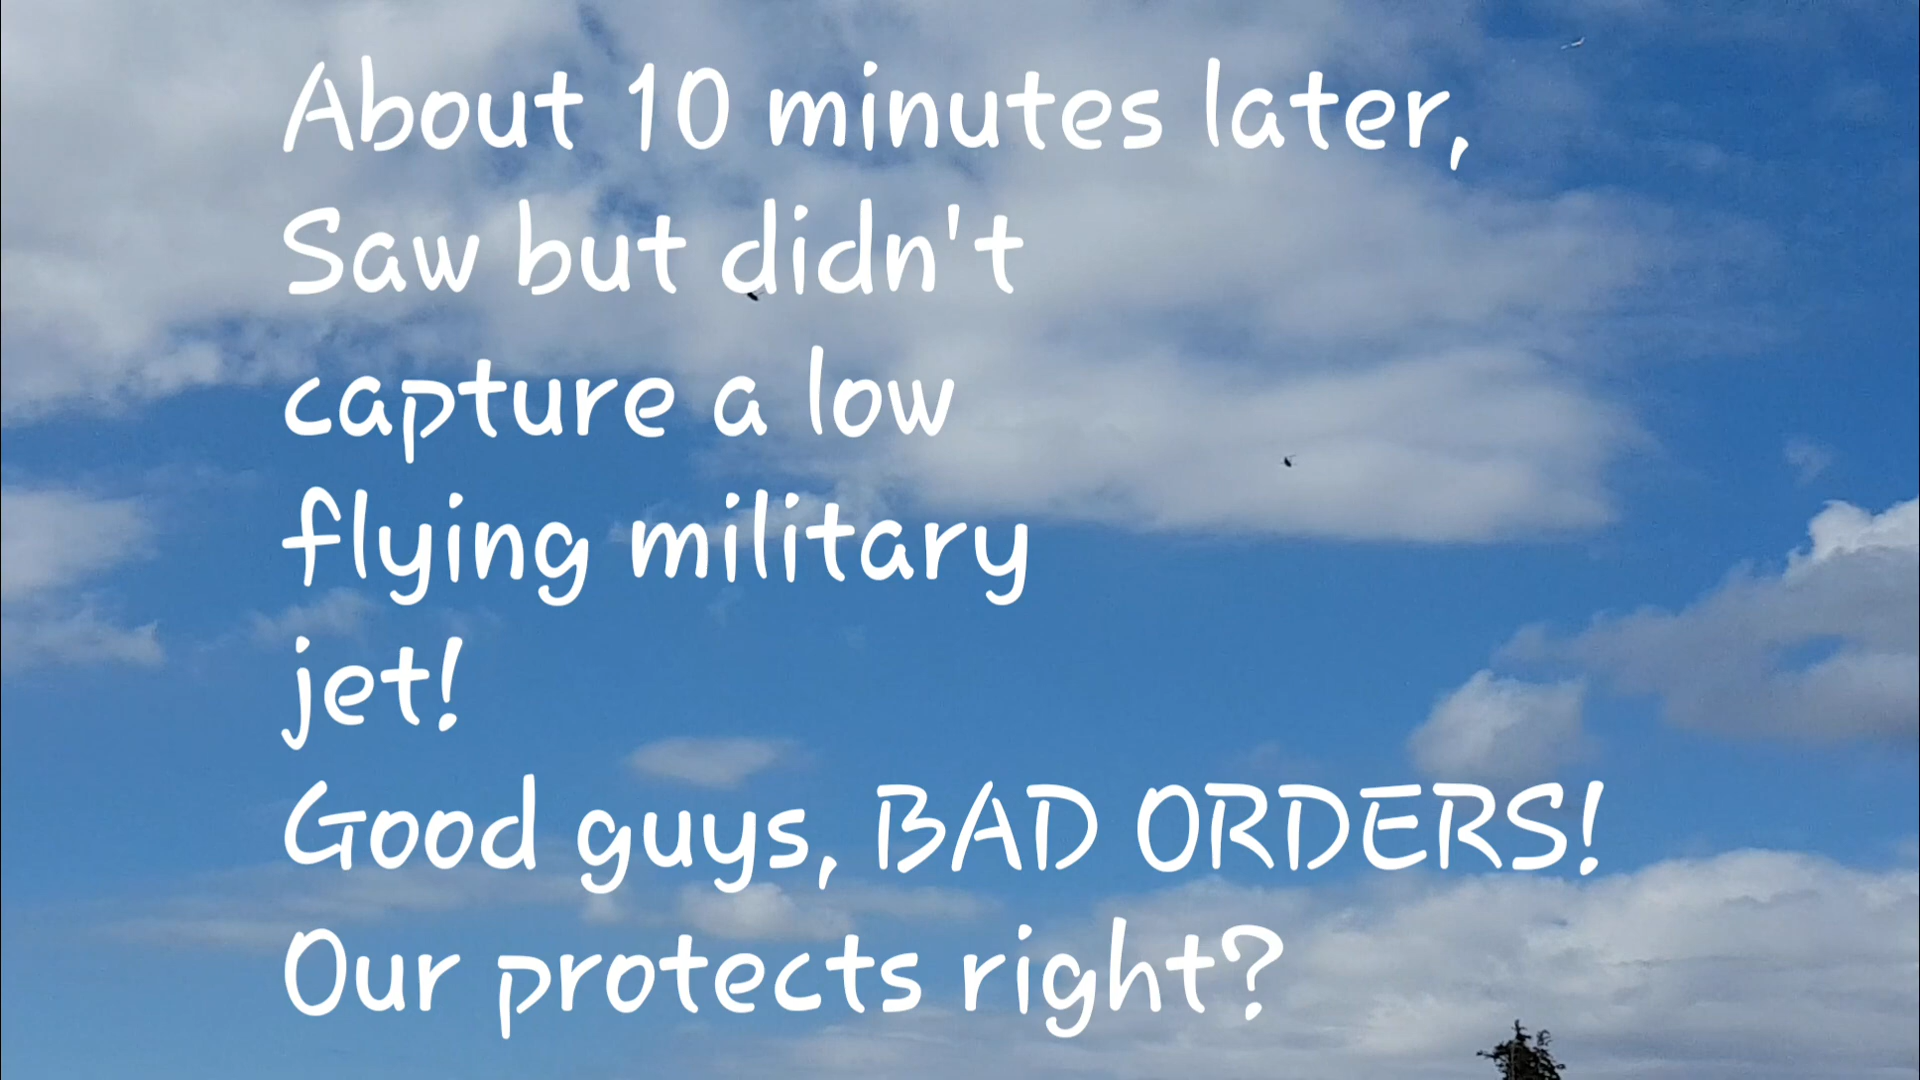 About 10 minutes later,
Saw but didn't
capture a low
flying military
jet!
Good guys, BAD ORDERS!
Our protects right?